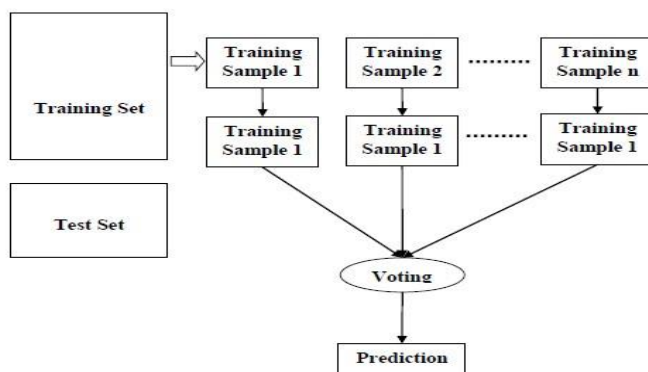 Training Set
Training
Sample 1
Training
Sample 2
Training
Sample n
Training
Sample 1
Training
Sample 1
Training
Sample 1
Test Set
Voting
Prediction